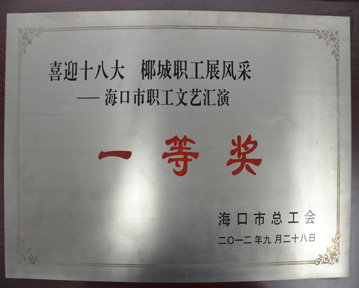 喜迎十八大 椰城职工展风采
——海口市职工文艺汇演
一等奖
海口市总工会
二〇一二年九月二十八日